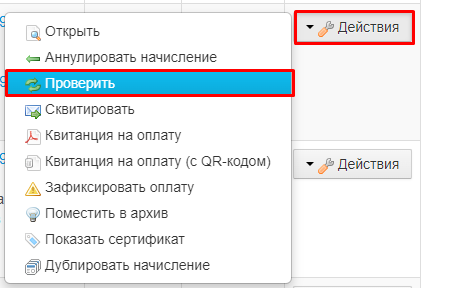 Действия
Открыть
Аннулировать начисление
Проверить
Сквитировать
Квитанция на оплату
Квитанция на оплату (с QR-кодом)
Действия
Зафиксировать оплату
Поместить в архив
Показать сертификат
Дублировать начисление